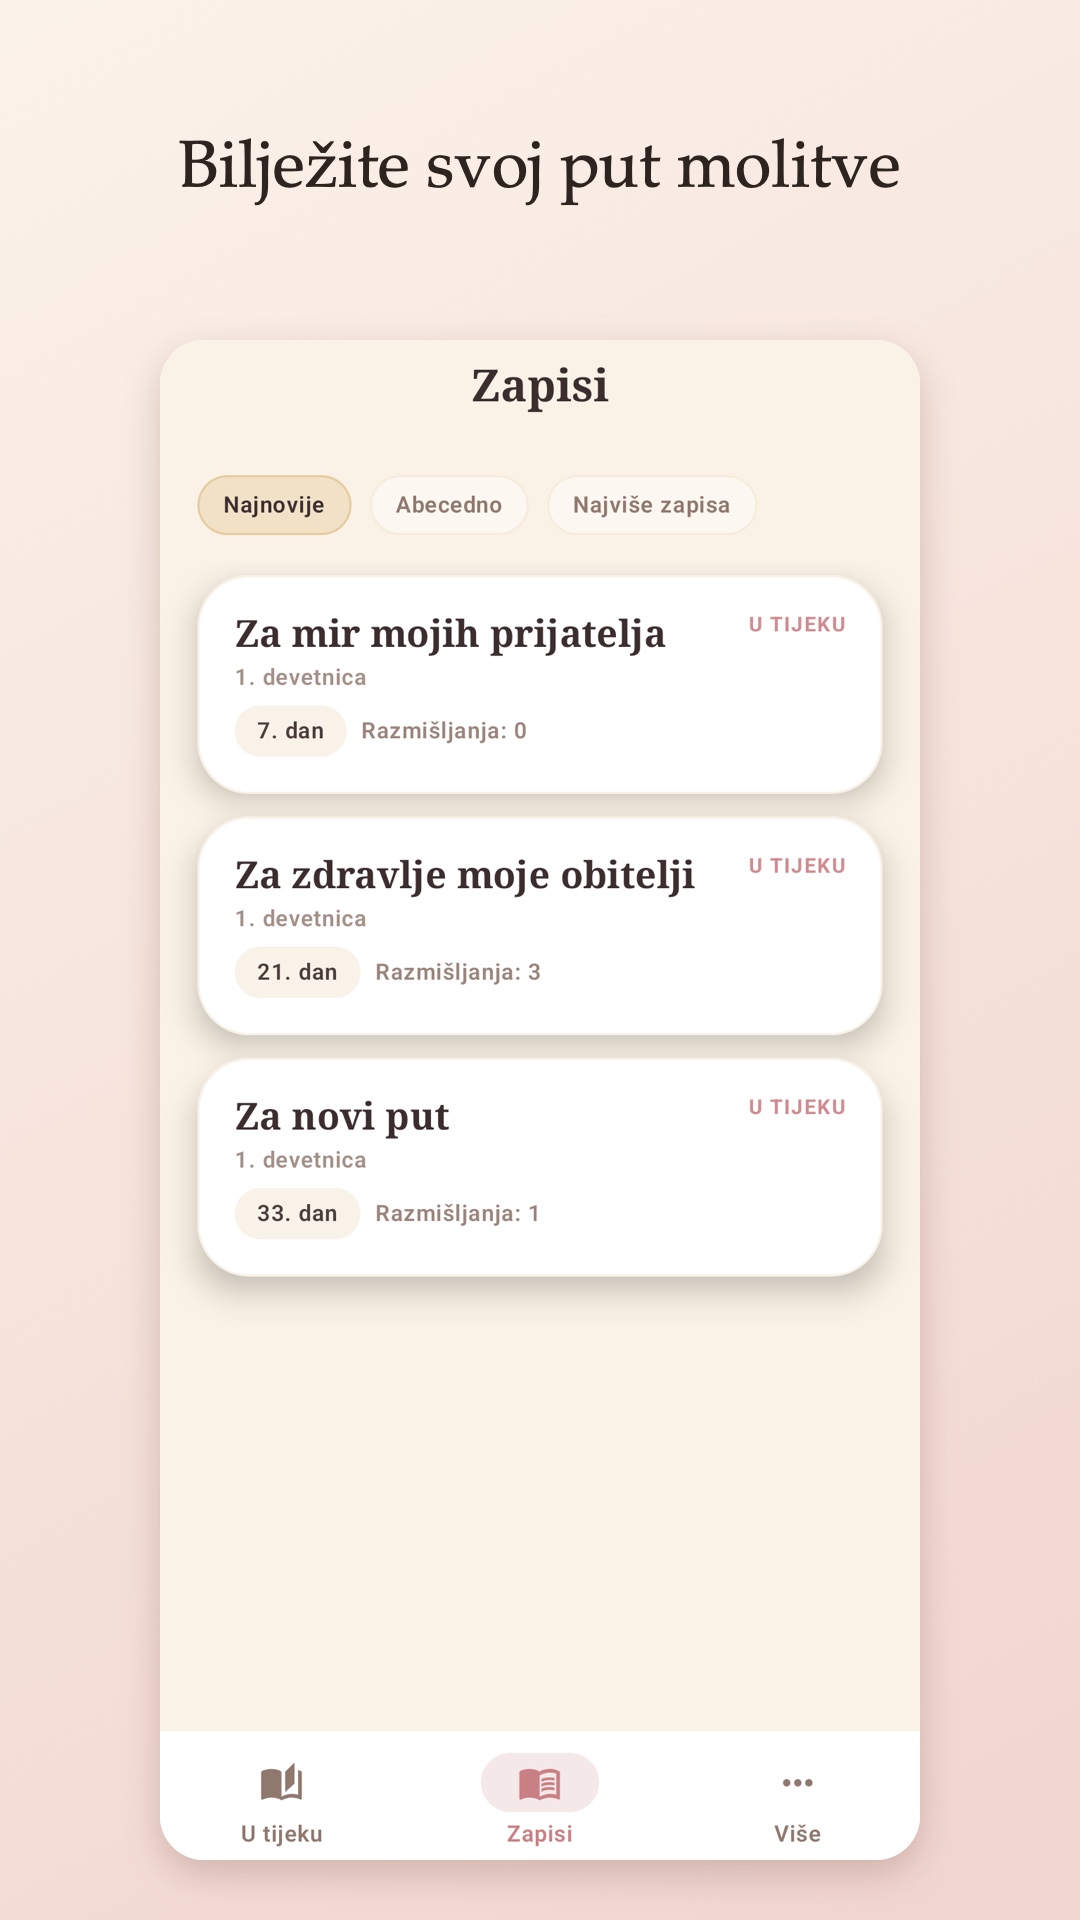 Bilježite svoj put molitve
Zapisi
Najnovije
Abecedno
Najviše zapisa
Za mir mojih prijatelja
U TIJEKU
1. devetnica
7. dan
Razmišljanja: 0
Za zdravlje moje obitelji
U TIJEKU
1. devetnica
21. dan
Razmišljanja: 3
Za novi put
U TIJEKU
1. devetnica
33. dan
Razmišljanja: 1
U tijeku
Zapisi
Više